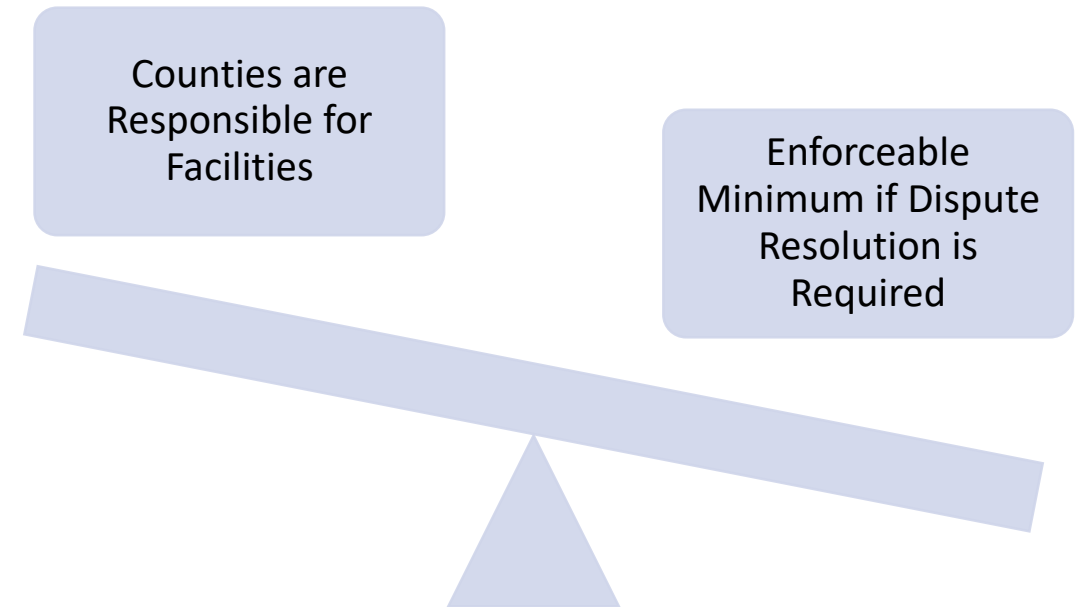 Counties are
Responsible for
Facilities
Enforceable
Minimum if Dispute
Resolution is
Required